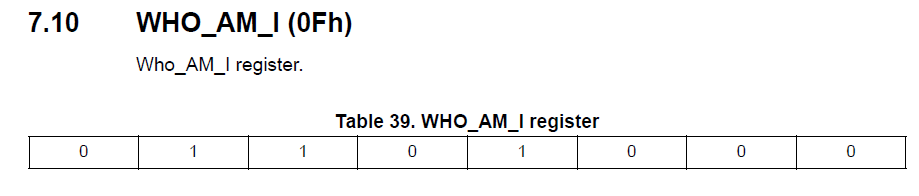 7.10 WHO_AM_I (0Fh)
Who_AM_I register.
Table 39. WHO_AM_I register
0 1 1 0 1 0 0 0